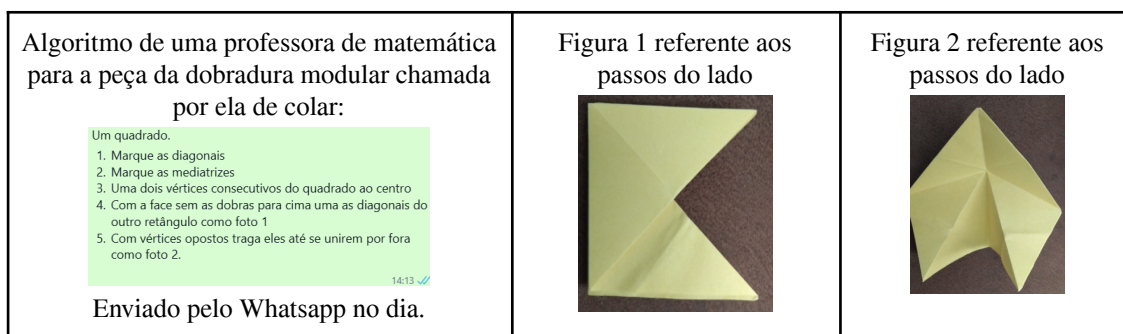 Algoritmo de uma professora de matemática
para a peça da dobradura modular chamada
por ela de colar:
Um quadrado.
1. Marque as diagonais
2. Marque as mediatrizes
3. Uma dois vértices consecutivos do quadrado ao centro
4. Com a face sem as dobras para cima uma as diagonais do
outro retângulo como foto 1
5. Com vértices opostos traga eles até se unirem por fora
como foto 2.
14:13
Enviado pelo Whatsapp no dia.
Figura 1 referente aos
passos do lado
Figura 2 referente aos
passos do lado